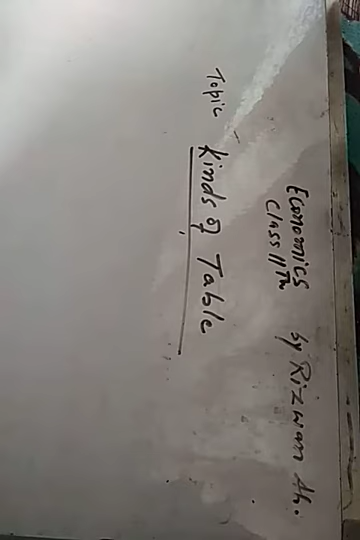 Economics by Rizwan Ah.
Class 11th
Topic Kinds of Table